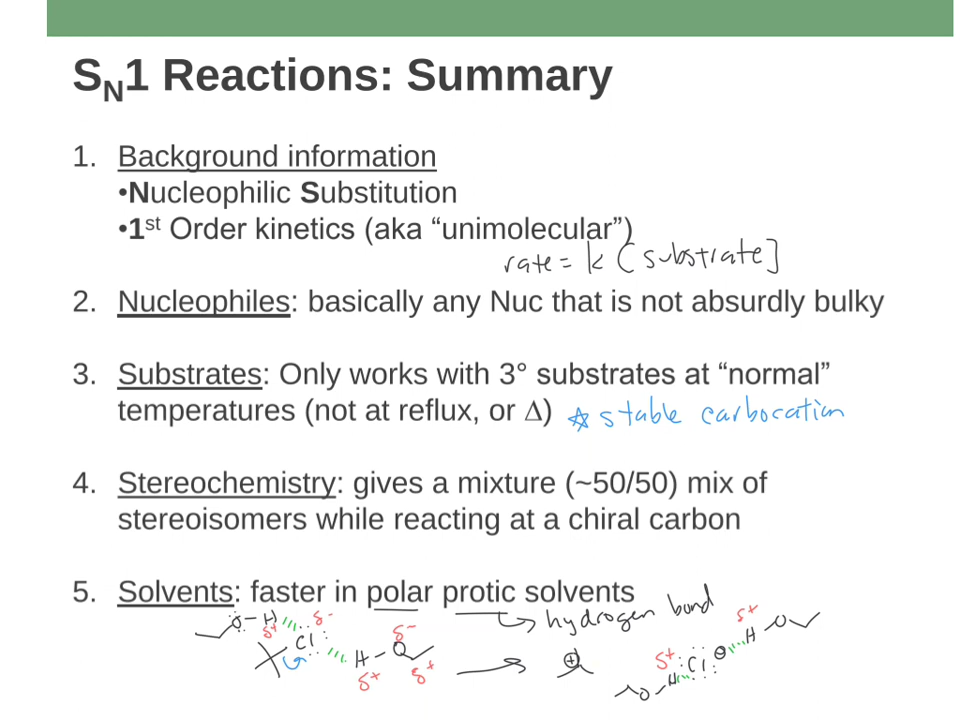 S_N1 Reactions: Summary
1. Background information
•Nucleophilic Substitution
•1st Order kinetics (aka “unimolecular”)
rate = k [substrate]
2. Nucleophiles: basically any Nuc that is not absurdly bulky
3. Substrates: Only works with 3° substrates at “normal”
temperatures (not at reflux, or Δ) ☆ stable carbocation
4. Stereochemistry: gives a mixture (~50/50) mix of
stereoisomers while reacting at a chiral carbon
5. Solvents: faster in polar protic solvents
↳ hydrogen bond
Ö–H δ+ :Cl: δ-
H–O δ+ δ- δ+
→ ⊕
δ+ :Cl: ⊖ H–O δ+
O–H